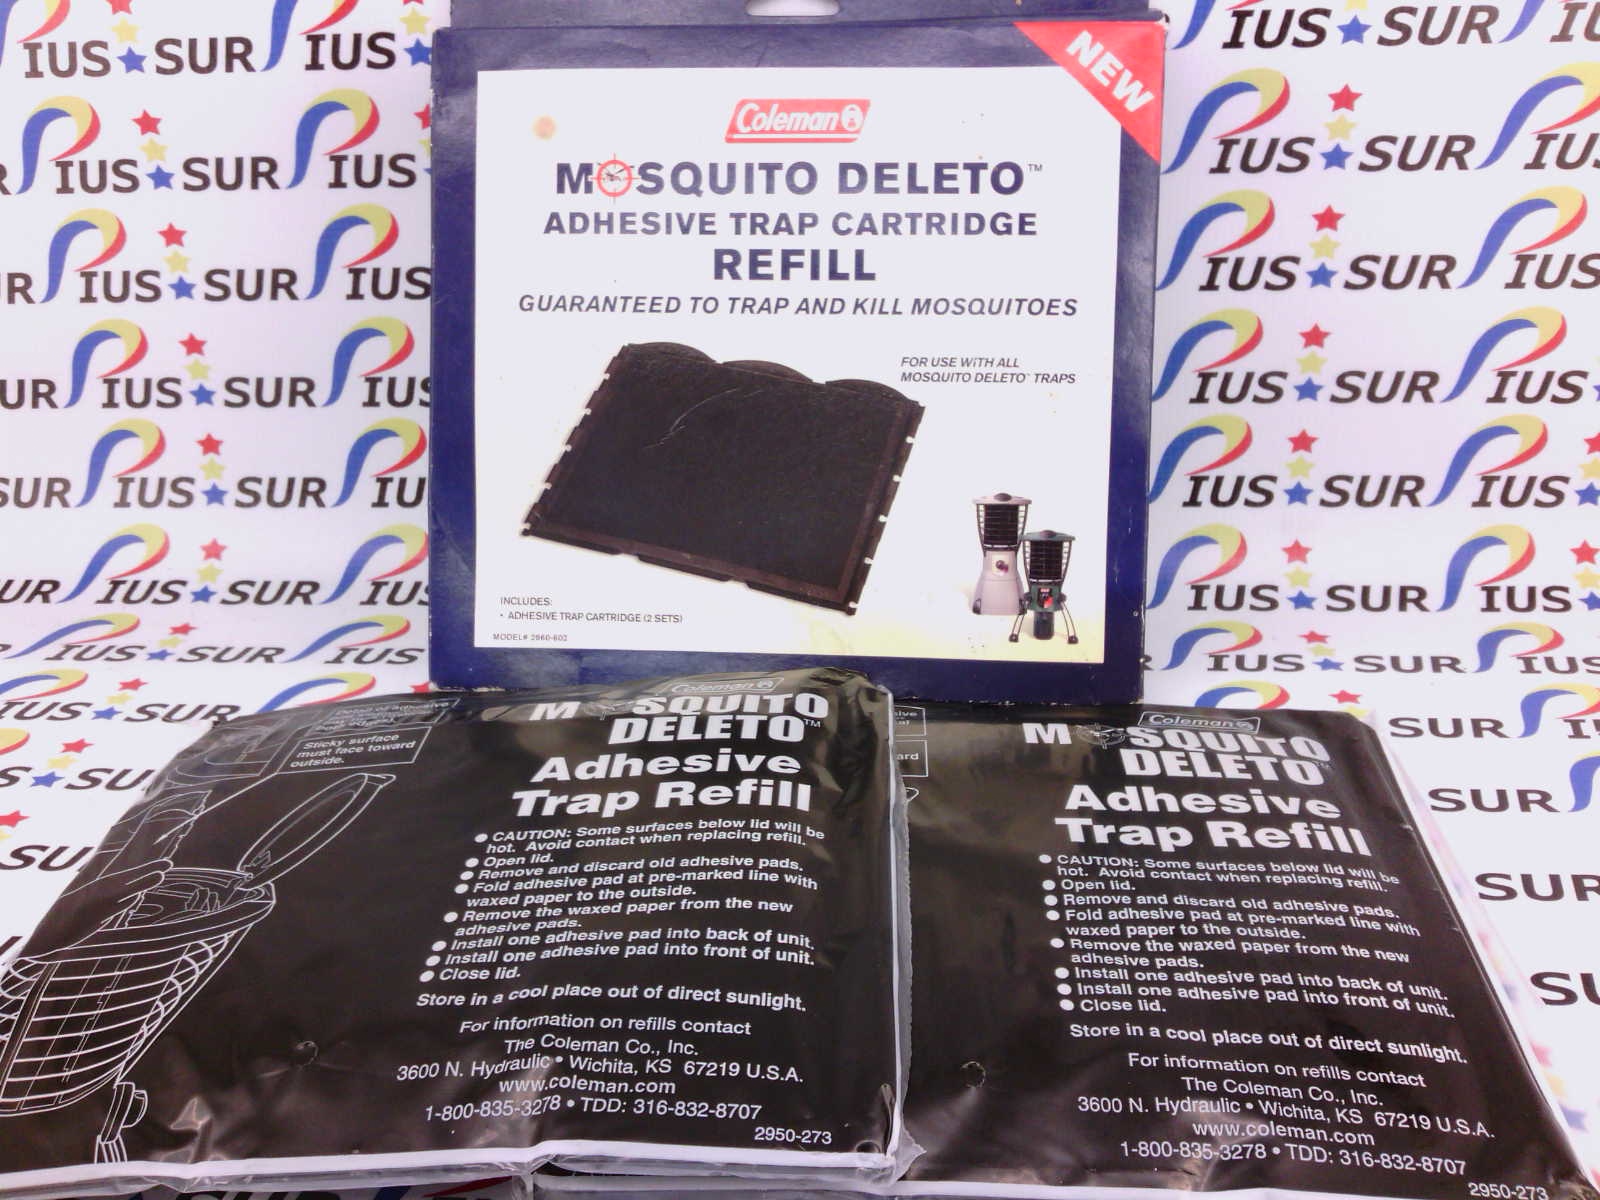 NEW
Coleman
MOSQUITO DELETO™
ADHESIVE TRAP CARTRIDGE
REFILL
GUARANTEED TO TRAP AND KILL MOSQUITOES
FOR USE WITH ALL
MOSQUITO DELETO™ TRAPS
INCLUDES:
• ADHESIVE TRAP CARTRIDGE (2 SETS)
MODEL# 2960-602
Detail of adhesive
Sticky surface
must face toward
outside.
Coleman
MOSQUITO
DELETO™
Adhesive
Trap Refill
● CAUTION: Some surfaces below lid will be
hot. Avoid contact when replacing refill.
● Open lid.
● Remove and discard old adhesive pads.
● Fold adhesive pad at pre-marked line with
waxed paper to the outside.
● Remove the waxed paper from the new
adhesive pads.
● Install one adhesive pad into back of unit.
● Install one adhesive pad into front of unit.
● Close lid.
Store in a cool place out of direct sunlight.
For information on refills contact
The Coleman Co., Inc.
3600 N. Hydraulic • Wichita, KS 67219 U.S.A.
www.coleman.com
1-800-835-3278 • TDD: 316-832-8707
2950-273
Coleman
MOSQUITO
DELETO™
Adhesive
Trap Refill
● CAUTION: Some surfaces below lid will be
hot. Avoid contact when replacing refill.
● Open lid.
● Remove and discard old adhesive pads.
● Fold adhesive pad at pre-marked line with
waxed paper to the outside.
● Remove the waxed paper from the new
adhesive pads.
● Install one adhesive pad into back of unit.
● Install one adhesive pad into front of unit.
● Close lid.
Store in a cool place out of direct sunlight.
For information on refills contact
The Coleman Co., Inc.
3600 N. Hydraulic • Wichita, KS 67219 U.S.A.
www.coleman.com
1-800-835-3278 • TDD: 316-832-8707
2950-273
PIUS★SUR